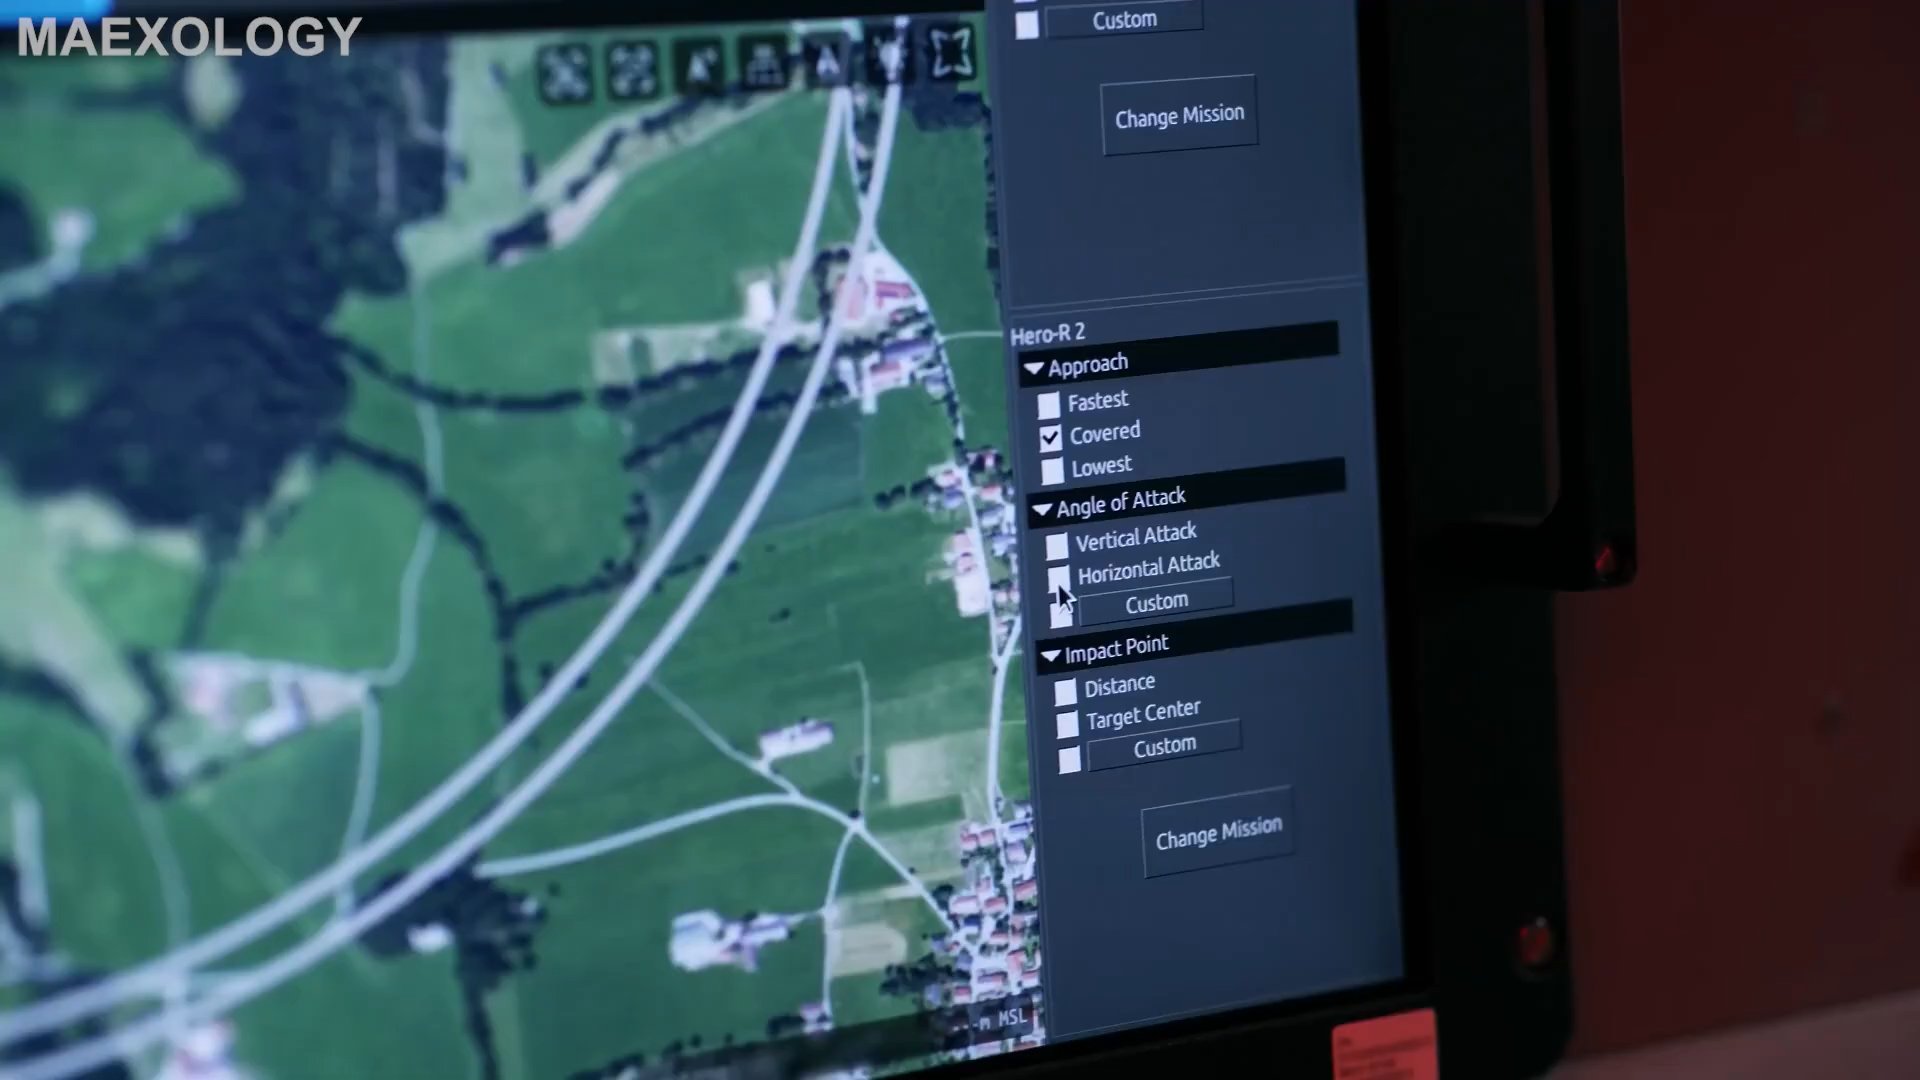 MAEXOLOGY
Custom
Change Mission
Hero-R 2
Approach
Fastest
Covered
Lowest
Angle of Attack
Vertical Attack
Horizontal Attack
Custom
Impact Point
Distance
Target Center
Custom
Change Mission
MSL